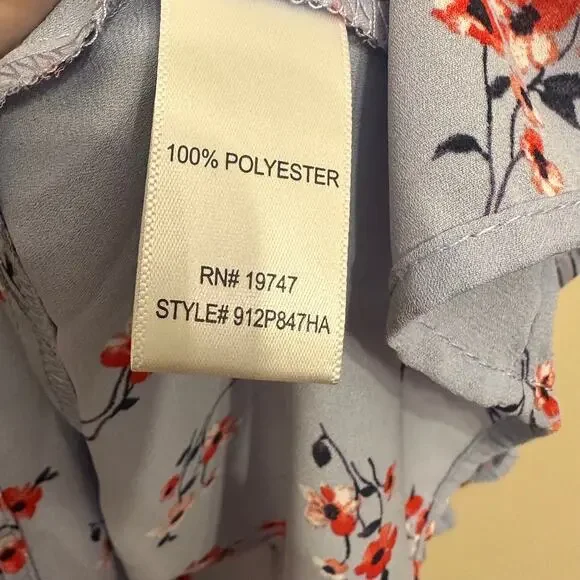 100% POLYESTER
RN# 19747
STYLE# 912P847HA